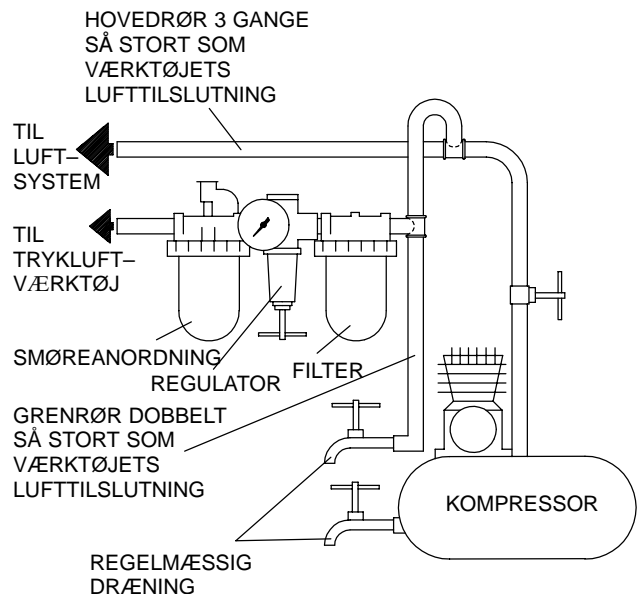 HOVEDRØR 3 GANGE
SÅ STORT SOM
VÆRKTØJETS
LUFTTILSLUTNING
TIL
LUFT–
SYSTEM
TIL
TRYKLUFT–
VÆRKTØJ
SMØREANORDNING
REGULATOR
FILTER
GRENRØR DOBBELT
SÅ STORT SOM
VÆRKTØJETS
LUFTTILSLUTNING
KOMPRESSOR
REGELMÆSSIG
DRÆNING